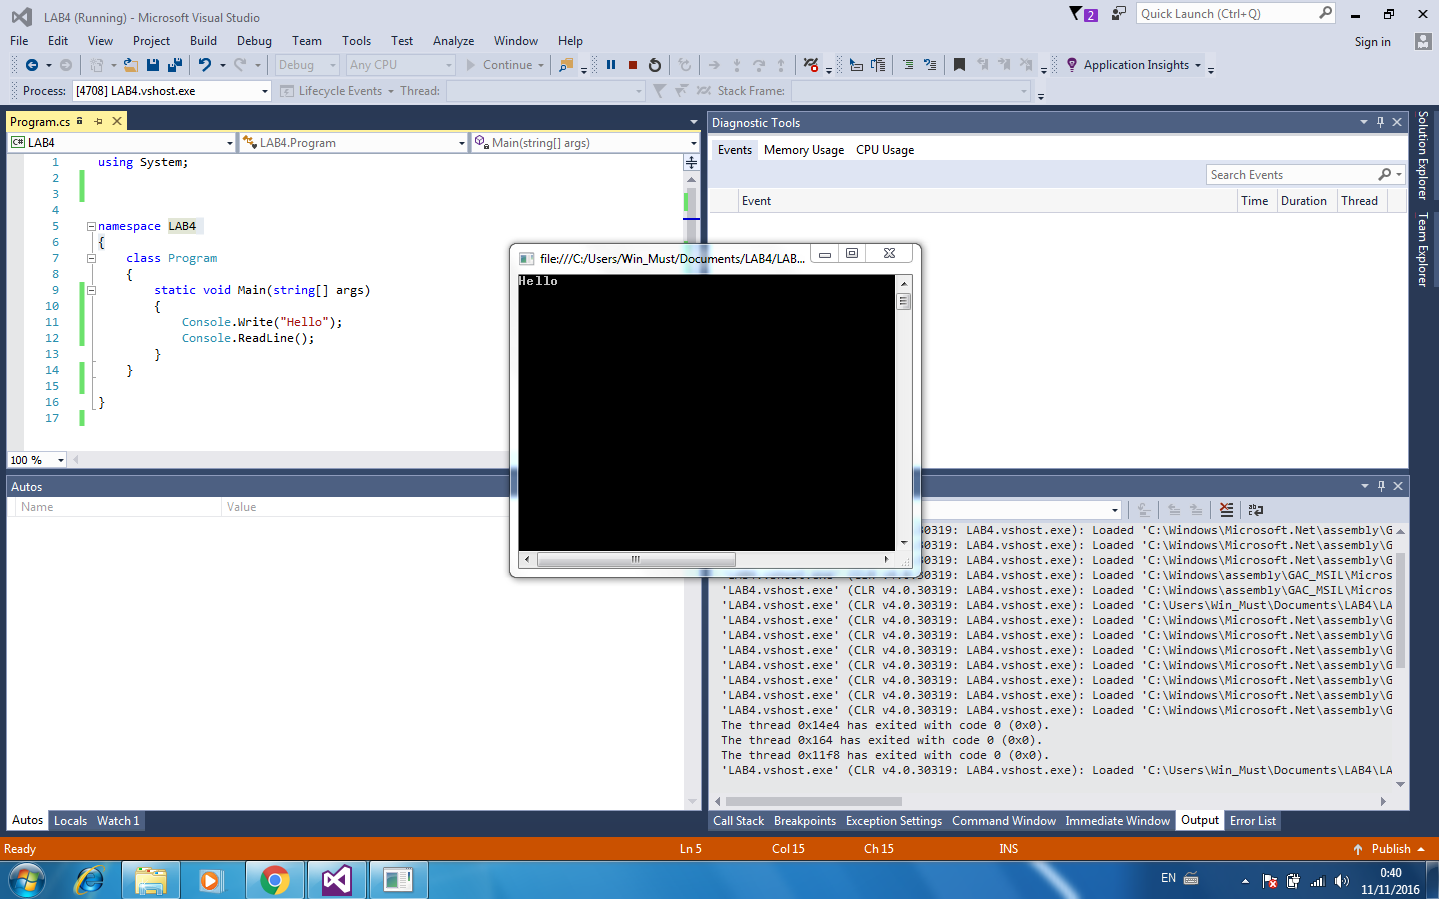 LAB4 (Running) - Microsoft Visual Studio
2
Quick Launch (Ctrl+Q)
File Edit View Project Build Debug Team Tools Test Analyze Window Help
Sign in
Debug Any CPU Continue Application Insights
Process: [4708] LAB4.vshost.exe Lifecycle Events Thread: Stack Frame:
Program.cs
C# LAB4 LAB4.Program Main(string[] args)
1 using System;
2
3
4
5 namespace LAB4
6 {
7 class Program
8 {
9 static void Main(string[] args)
10 {
11 Console.Write("Hello");
12 Console.ReadLine();
13 }
14 }
15
16 }
17
100 %
Diagnostic Tools
Events Memory Usage CPU Usage
Search Events
Event Time Duration Thread
Solution Explorer
Team Explorer
file:///C:/Users/Win_Must/Documents/LAB4/LAB...
Hello
Autos
Name Value
Autos Locals Watch 1
30319: LAB4.vshost.exe): Loaded 'C:\Windows\Microsoft.Net\assembly\G
30319: LAB4.vshost.exe): Loaded 'C:\Windows\Microsoft.Net\assembly\G
30319: LAB4.vshost.exe): Loaded 'C:\Windows\Microsoft.Net\assembly\G
'LAB4.vshost.exe' (CLR v4.0.30319: LAB4.vshost.exe): Loaded 'C:\Windows\assembly\GAC_MSIL\Micros
'LAB4.vshost.exe' (CLR v4.0.30319: LAB4.vshost.exe): Loaded 'C:\Windows\assembly\GAC_MSIL\Micros
'LAB4.vshost.exe' (CLR v4.0.30319: LAB4.vshost.exe): Loaded 'C:\Users\Win_Must\Documents\LAB4\LA
'LAB4.vshost.exe' (CLR v4.0.30319: LAB4.vshost.exe): Loaded 'C:\Windows\Microsoft.Net\assembly\G
'LAB4.vshost.exe' (CLR v4.0.30319: LAB4.vshost.exe): Loaded 'C:\Windows\Microsoft.Net\assembly\G
'LAB4.vshost.exe' (CLR v4.0.30319: LAB4.vshost.exe): Loaded 'C:\Windows\Microsoft.Net\assembly\G
'LAB4.vshost.exe' (CLR v4.0.30319: LAB4.vshost.exe): Loaded 'C:\Windows\Microsoft.Net\assembly\G
'LAB4.vshost.exe' (CLR v4.0.30319: LAB4.vshost.exe): Loaded 'C:\Windows\Microsoft.Net\assembly\G
'LAB4.vshost.exe' (CLR v4.0.30319: LAB4.vshost.exe): Loaded 'C:\Windows\Microsoft.Net\assembly\G
'LAB4.vshost.exe' (CLR v4.0.30319: LAB4.vshost.exe): Loaded 'C:\Windows\Microsoft.Net\assembly\G
The thread 0x14e4 has exited with code 0 (0x0).
The thread 0x164 has exited with code 0 (0x0).
The thread 0x11f8 has exited with code 0 (0x0).
'LAB4.vshost.exe' (CLR v4.0.30319: LAB4.vshost.exe): Loaded 'C:\Users\Win_Must\Documents\LAB4\LA
Call Stack Breakpoints Exception Settings Command Window Immediate Window Output Error List
Ready Ln 5 Col 15 Ch 15 INS Publish
EN
0:40
11/11/2016